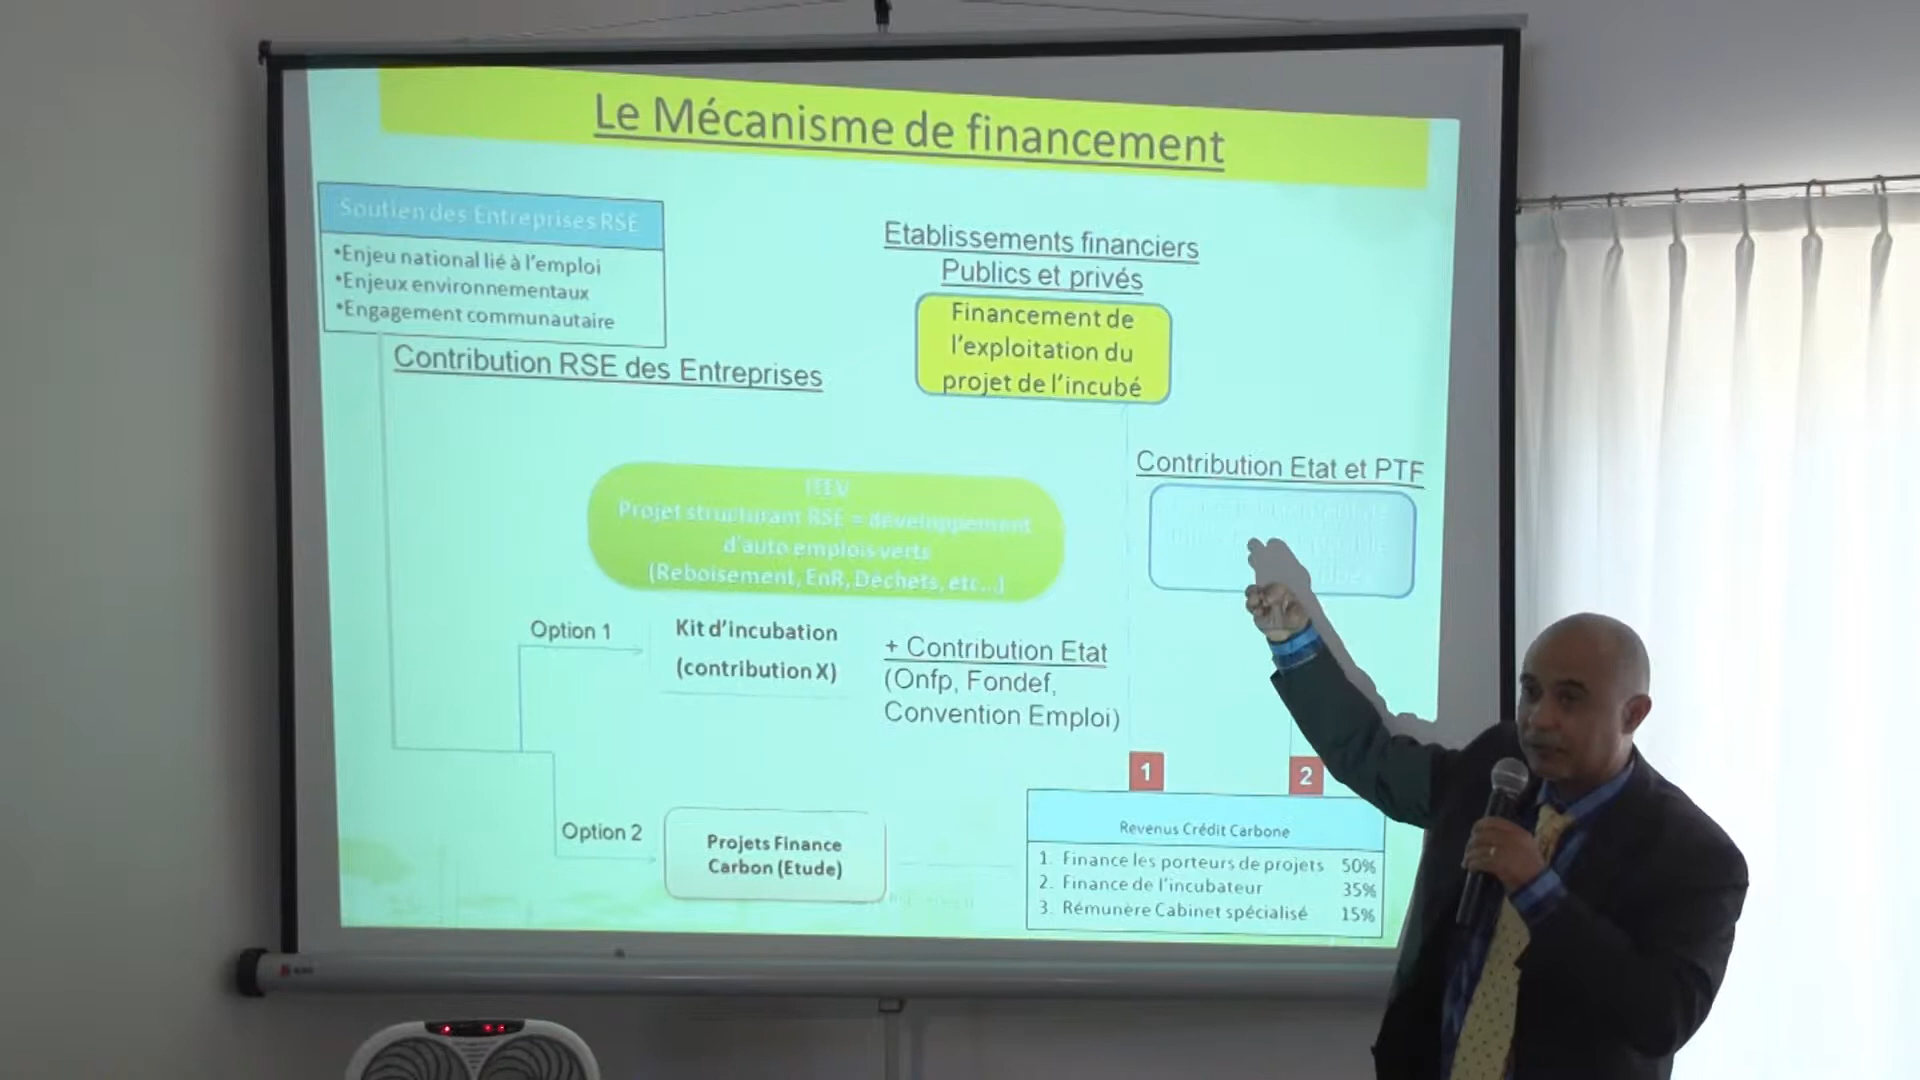 Le Mécanisme de financement
Soutien des Entreprises RSE
•Enjeu national lié à l'emploi
•Enjeux environnementaux
•Engagement communautaire
Contribution RSE des Entreprises
Etablissements financiers
Publics et privés
Financement de
l'exploitation du
projet de l'incubé
Contribution Etat et PTF
Projet structurant RSE = développement
d'auto emplois verts
(Reboisement, EnR, Déchets, etc...)
Option 1
Kit d'incubation
(contribution X)
+ Contribution Etat
(Onfp, Fondef,
Convention Emploi)
Option 2
Projets Finance
Carbon (Etude)
1
2
Revenus Crédit Carbone
1. Finance les porteurs de projets 50%
2. Finance de l'incubateur 35%
3. Rémunère Cabinet spécialisé 15%